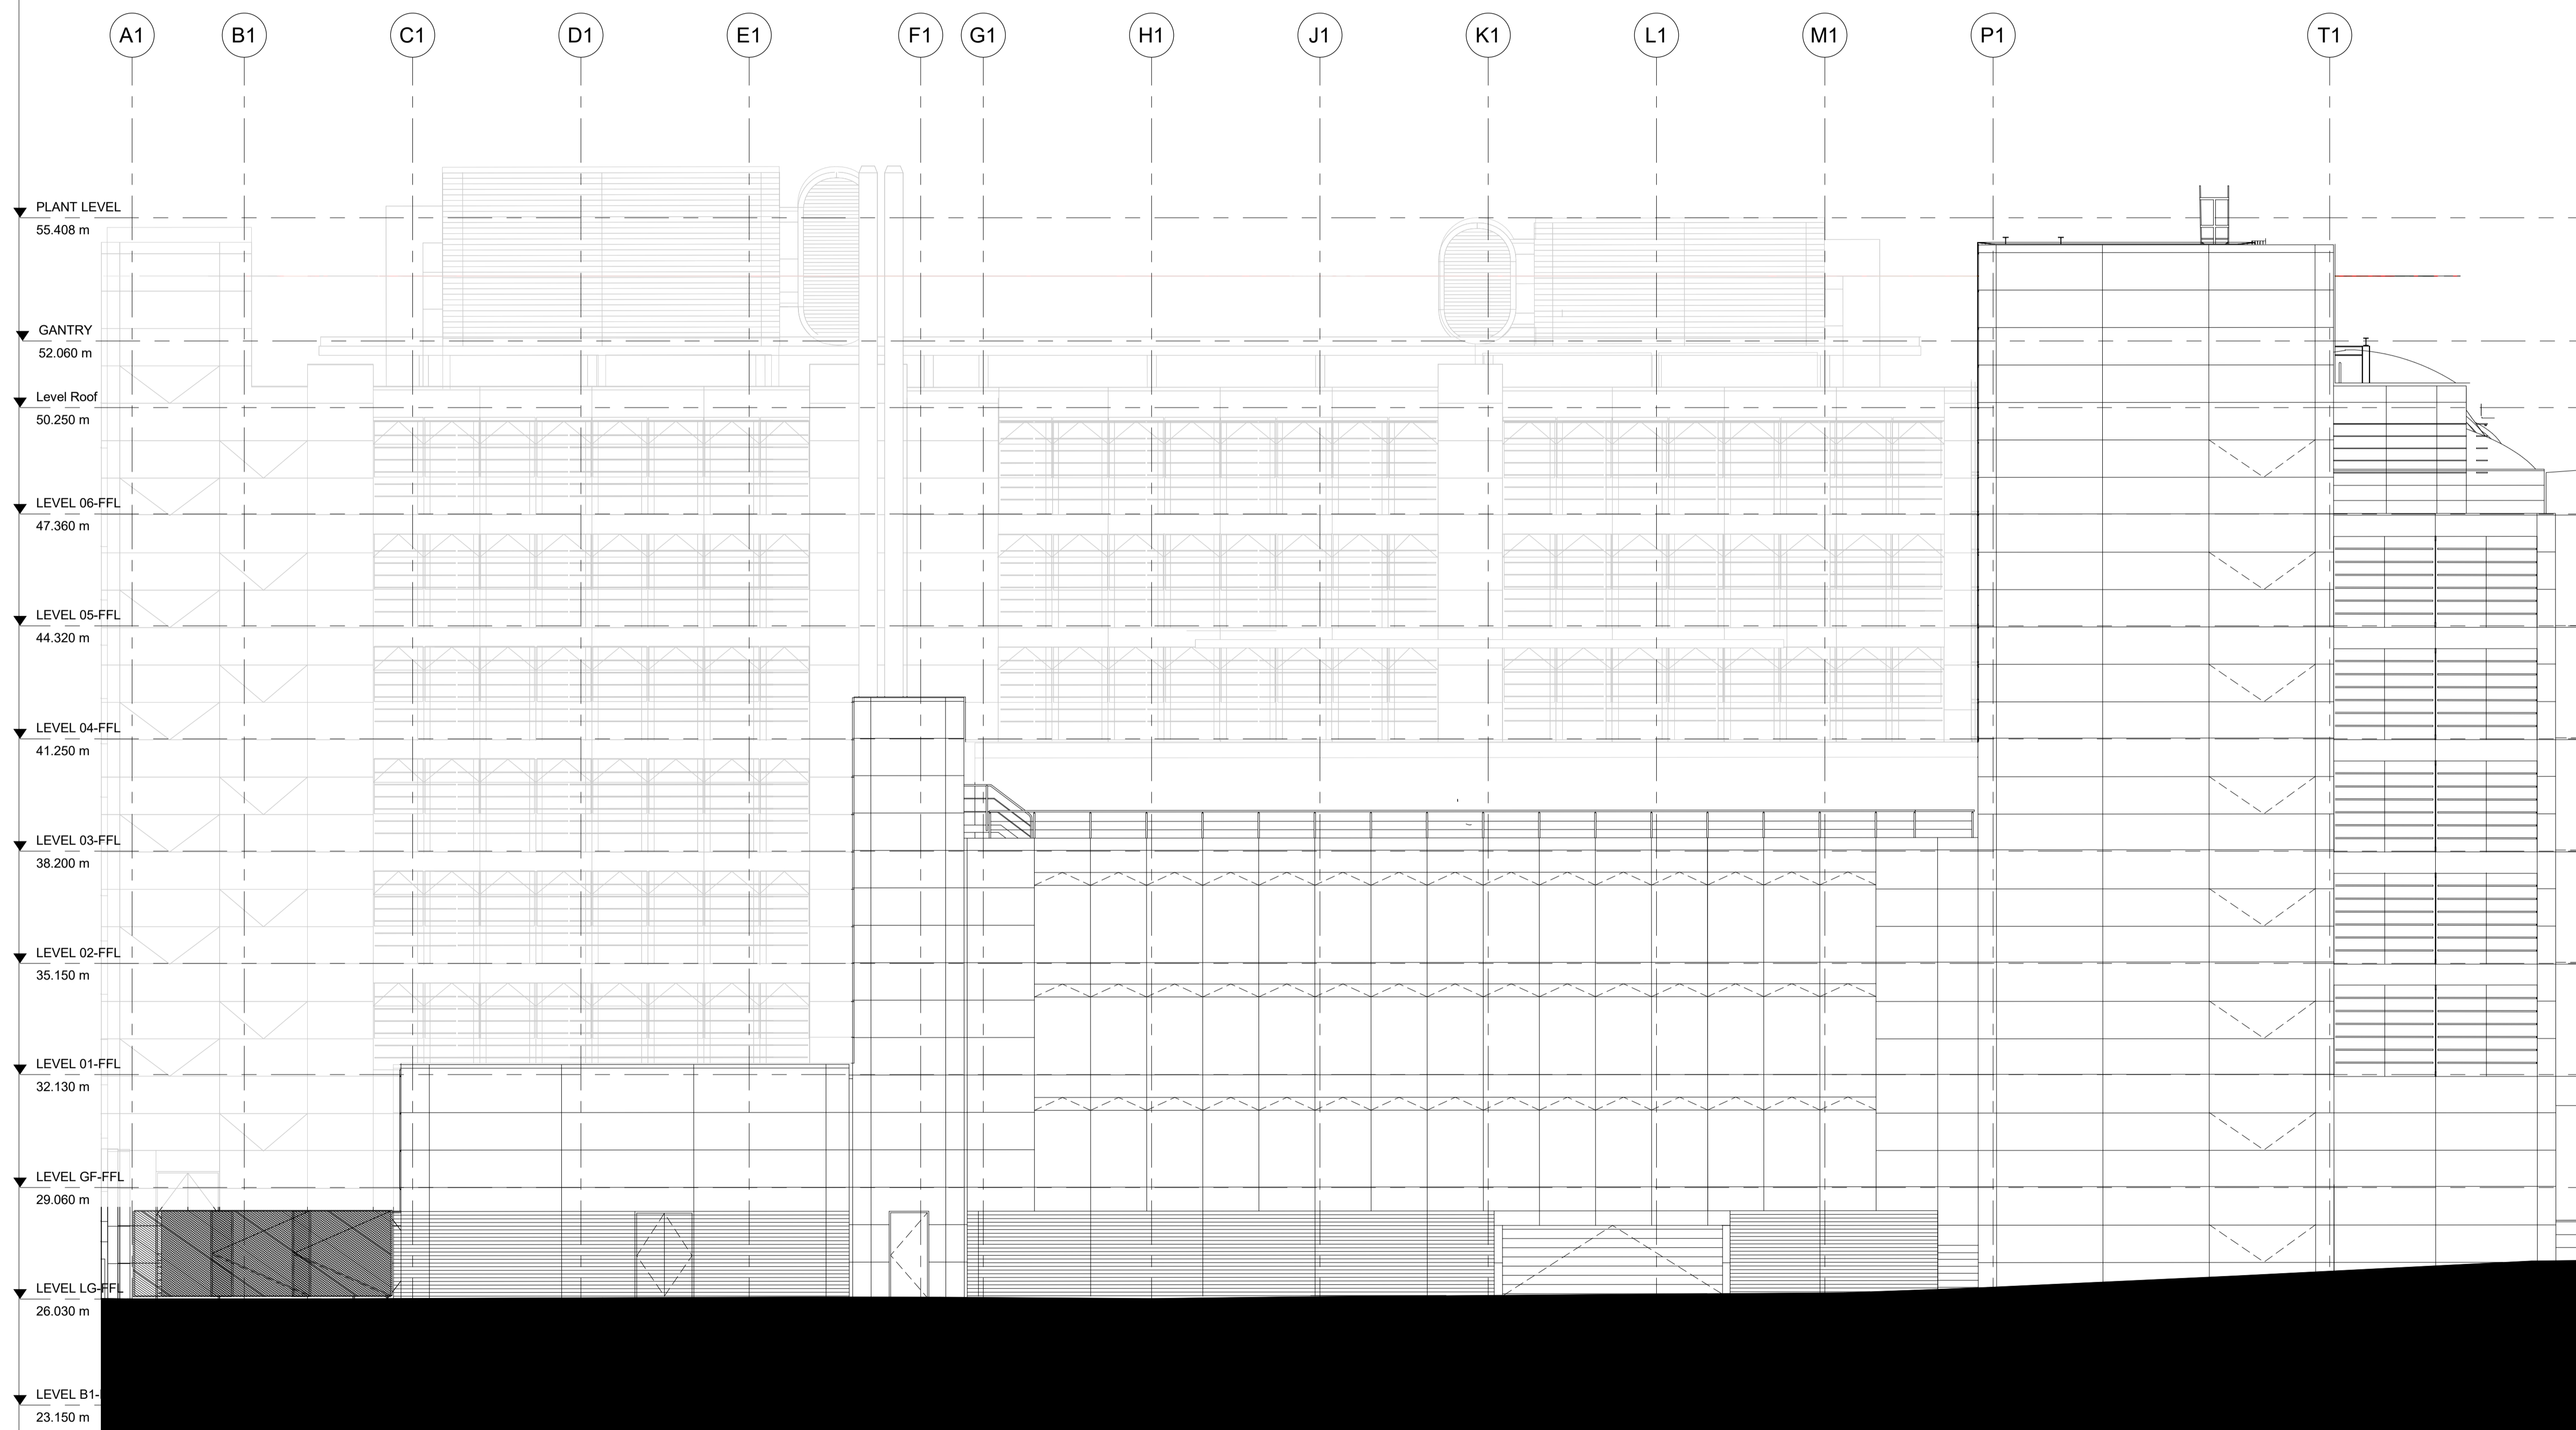 A1 B1 C1 D1 E1 F1 G1 H1 J1 K1 L1 M1 P1 T1
PLANT LEVEL
55.408 m
GANTRY
52.060 m
Level Roof
50.250 m
LEVEL 06-FFL
47.360 m
LEVEL 05-FFL
44.320 m
LEVEL 04-FFL
41.250 m
LEVEL 03-FFL
38.200 m
LEVEL 02-FFL
35.150 m
LEVEL 01-FFL
32.130 m
LEVEL GF-FFL
29.060 m
LEVEL LG-FFL
26.030 m
LEVEL B1-
23.150 m